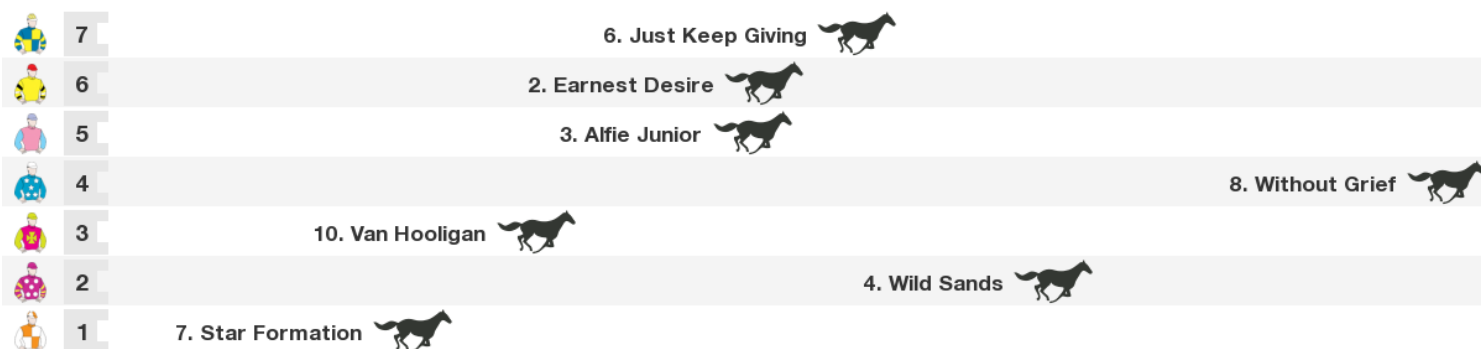 7 6. Just Keep Giving
6 2. Earnest Desire
5 3. Alfie Junior
4 8. Without Grief
3 10. Van Hooligan
2 4. Wild Sands
1 7. Star Formation